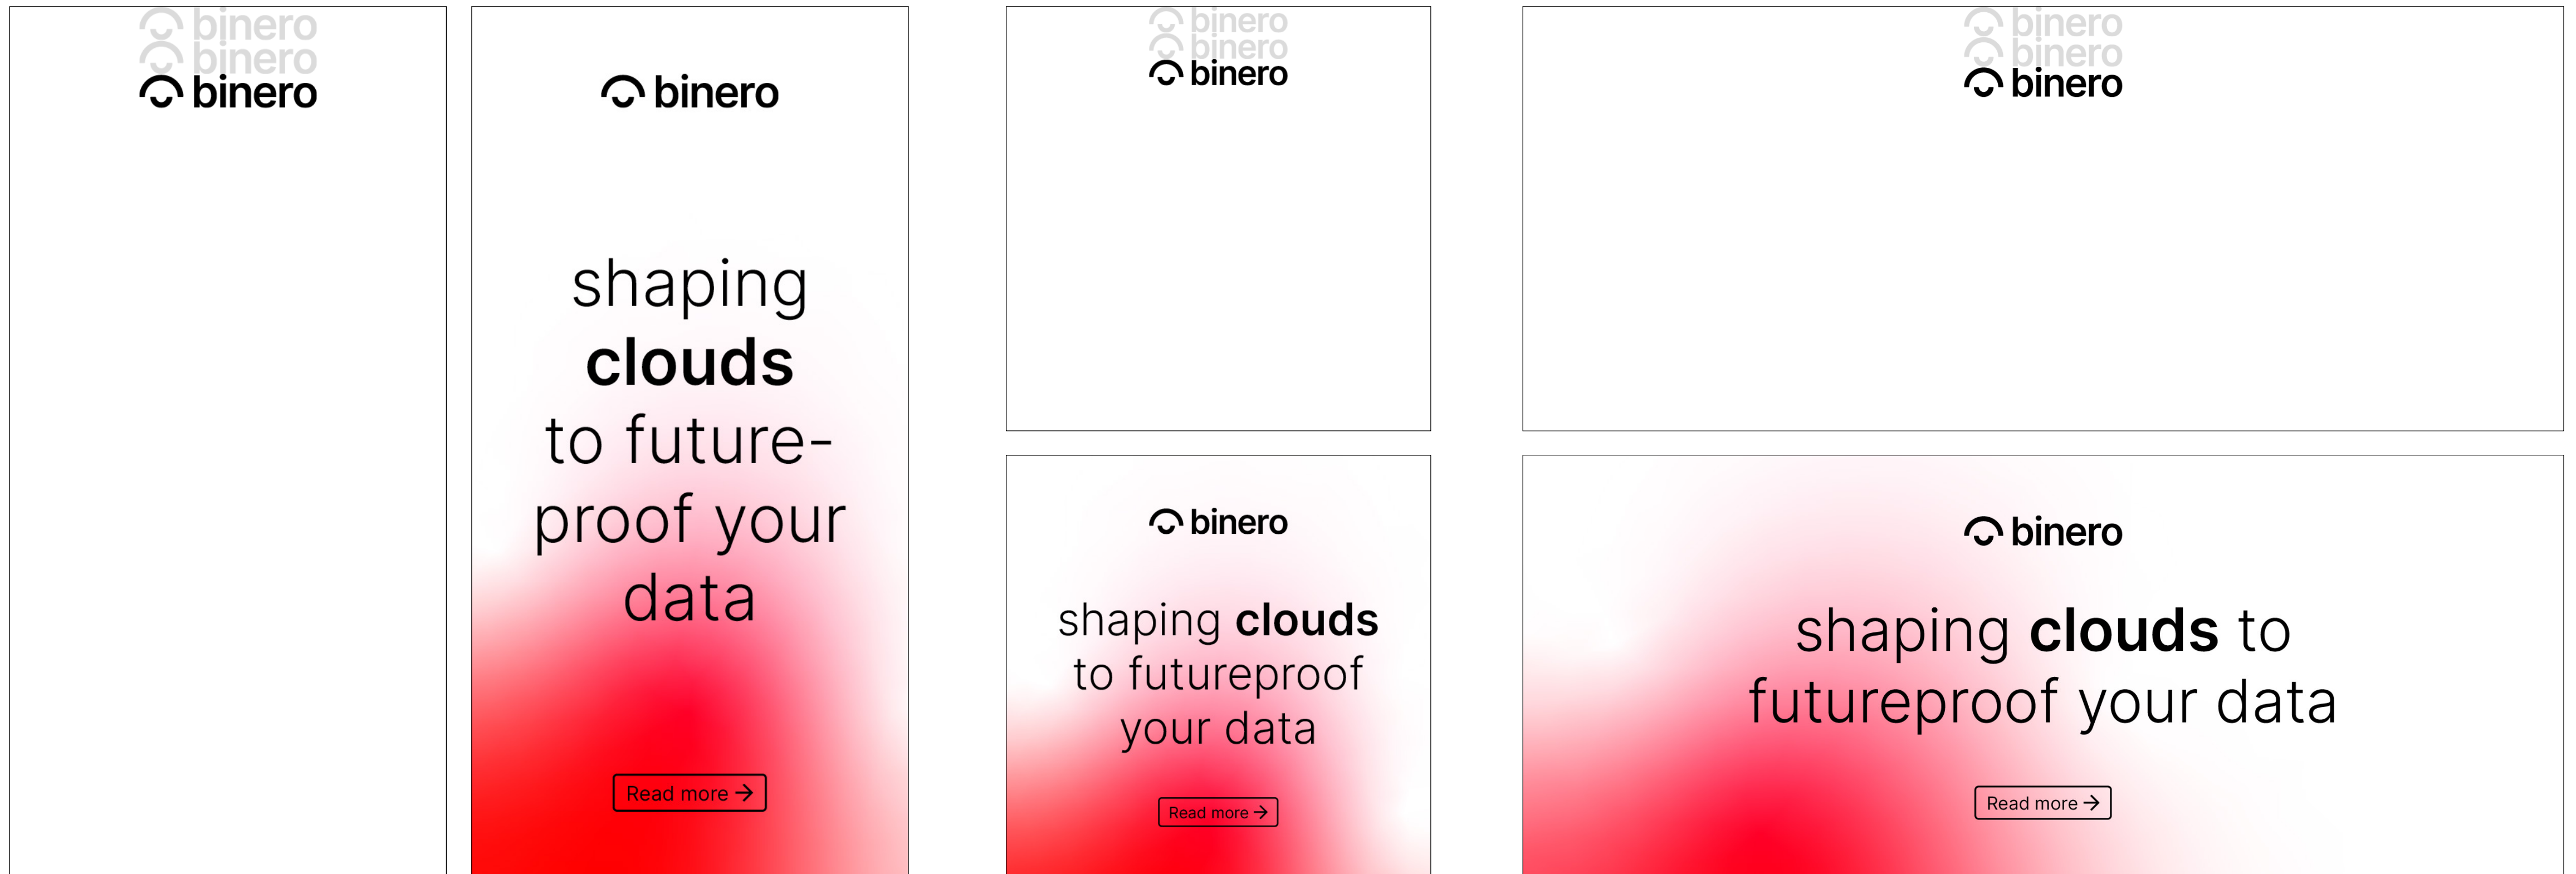 binero
binero
binero
binero
shaping
clouds
to future-
proof your
data
Read more →
binero
binero
binero
binero
shaping clouds
to futureproof
your data
Read more →
binero
binero
binero
binero
shaping clouds to
futureproof your data
Read more →